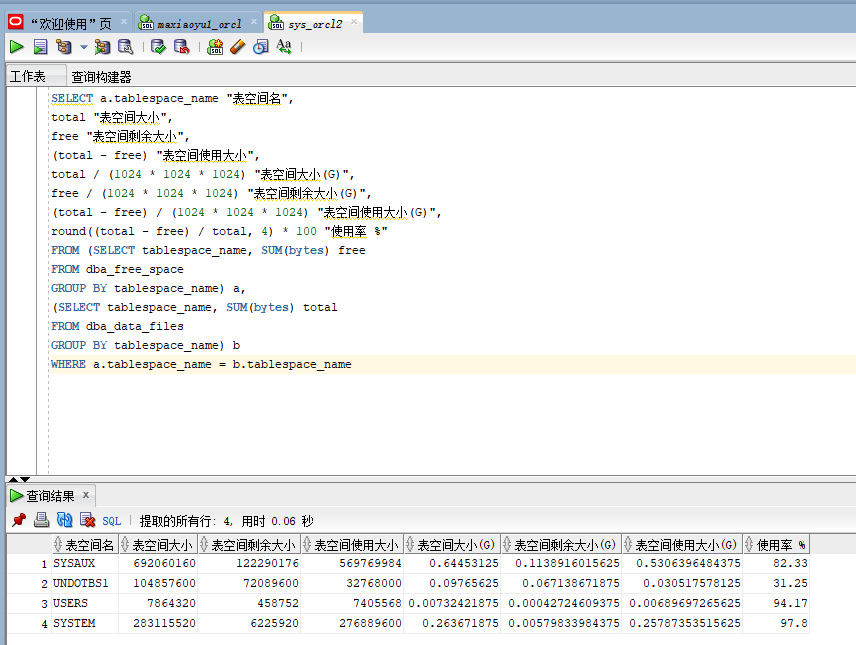 “欢迎使用”页 × maxiaoyu1_orcl × sys_orcl2 ×
工作表 查询构建器
SELECT a.tablespace_name "表空间名",
total "表空间大小",
free "表空间剩余大小",
(total - free) "表空间使用大小",
total / (1024 * 1024 * 1024) "表空间大小(G)",
free / (1024 * 1024 * 1024) "表空间剩余大小(G)",
(total - free) / (1024 * 1024 * 1024) "表空间使用大小(G)",
round((total - free) / total, 4) * 100 "使用率 %"
FROM (SELECT tablespace_name, SUM(bytes) free
FROM dba_free_space
GROUP BY tablespace_name) a,
(SELECT tablespace_name, SUM(bytes) total
FROM dba_data_files
GROUP BY tablespace_name) b
WHERE a.tablespace_name = b.tablespace_name
查询结果 ×
SQL | 提取的所有行: 4, 用时 0.06 秒
表空间名 表空间大小 表空间剩余大小 表空间使用大小 表空间大小(G) 表空间剩余大小(G) 表空间使用大小(G) 使用率 %
1 SYSAUX 692060160 122290176 569769984 0.64453125 0.1138916015625 0.5306396484375 82.33
2 UNDOTBS1 104857600 72089600 32768000 0.09765625 0.067138671875 0.030517578125 31.25
3 USERS 7864320 458752 7405568 0.00732421875 0.00042724609375 0.00689697265625 94.17
4 SYSTEM 283115520 6225920 276889600 0.263671875 0.00579833984375 0.25787353515625 97.8